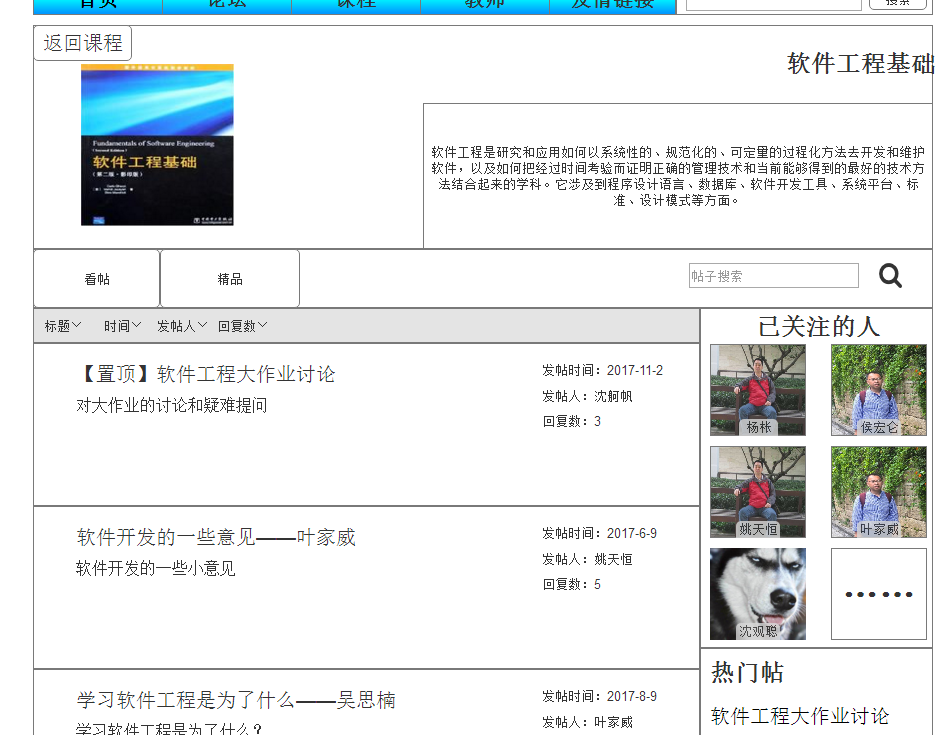 首页 论坛 课程 教师 友情链接 搜索
返回课程
软件工程基础
Fundamentals of Software Engineering
(Second Edition)
软件工程基础
(第二版·影印版)
软件工程是研究和应用如何以系统性的、规范化的、可定量的过程化方法去开发和维护
软件，以及如何把经过时间考验而证明正确的管理技术和当前能够得到的最好的技术方
法结合起来的学科。它涉及到程序设计语言、数据库、软件开发工具、系统平台、标
准、设计模式等方面。
看帖 精品 帖子搜索
标题 时间 发帖人 回复数
【置顶】软件工程大作业讨论
对大作业的讨论和疑难提问
发帖时间：2017-11-2
发帖人：沈舸帆
回复数：3
软件开发的一些意见——叶家威
软件开发的一些小意见
发帖时间：2017-6-9
发帖人：姚天恒
回复数：5
学习软件工程是为了什么——吴思楠
学习软件工程是为了什么？
发帖时间：2017-8-9
发帖人：叶家威
已关注的人
杨枨 侯宏仑
姚天恒 叶家威
沈观聪 ······
热门帖
软件工程大作业讨论